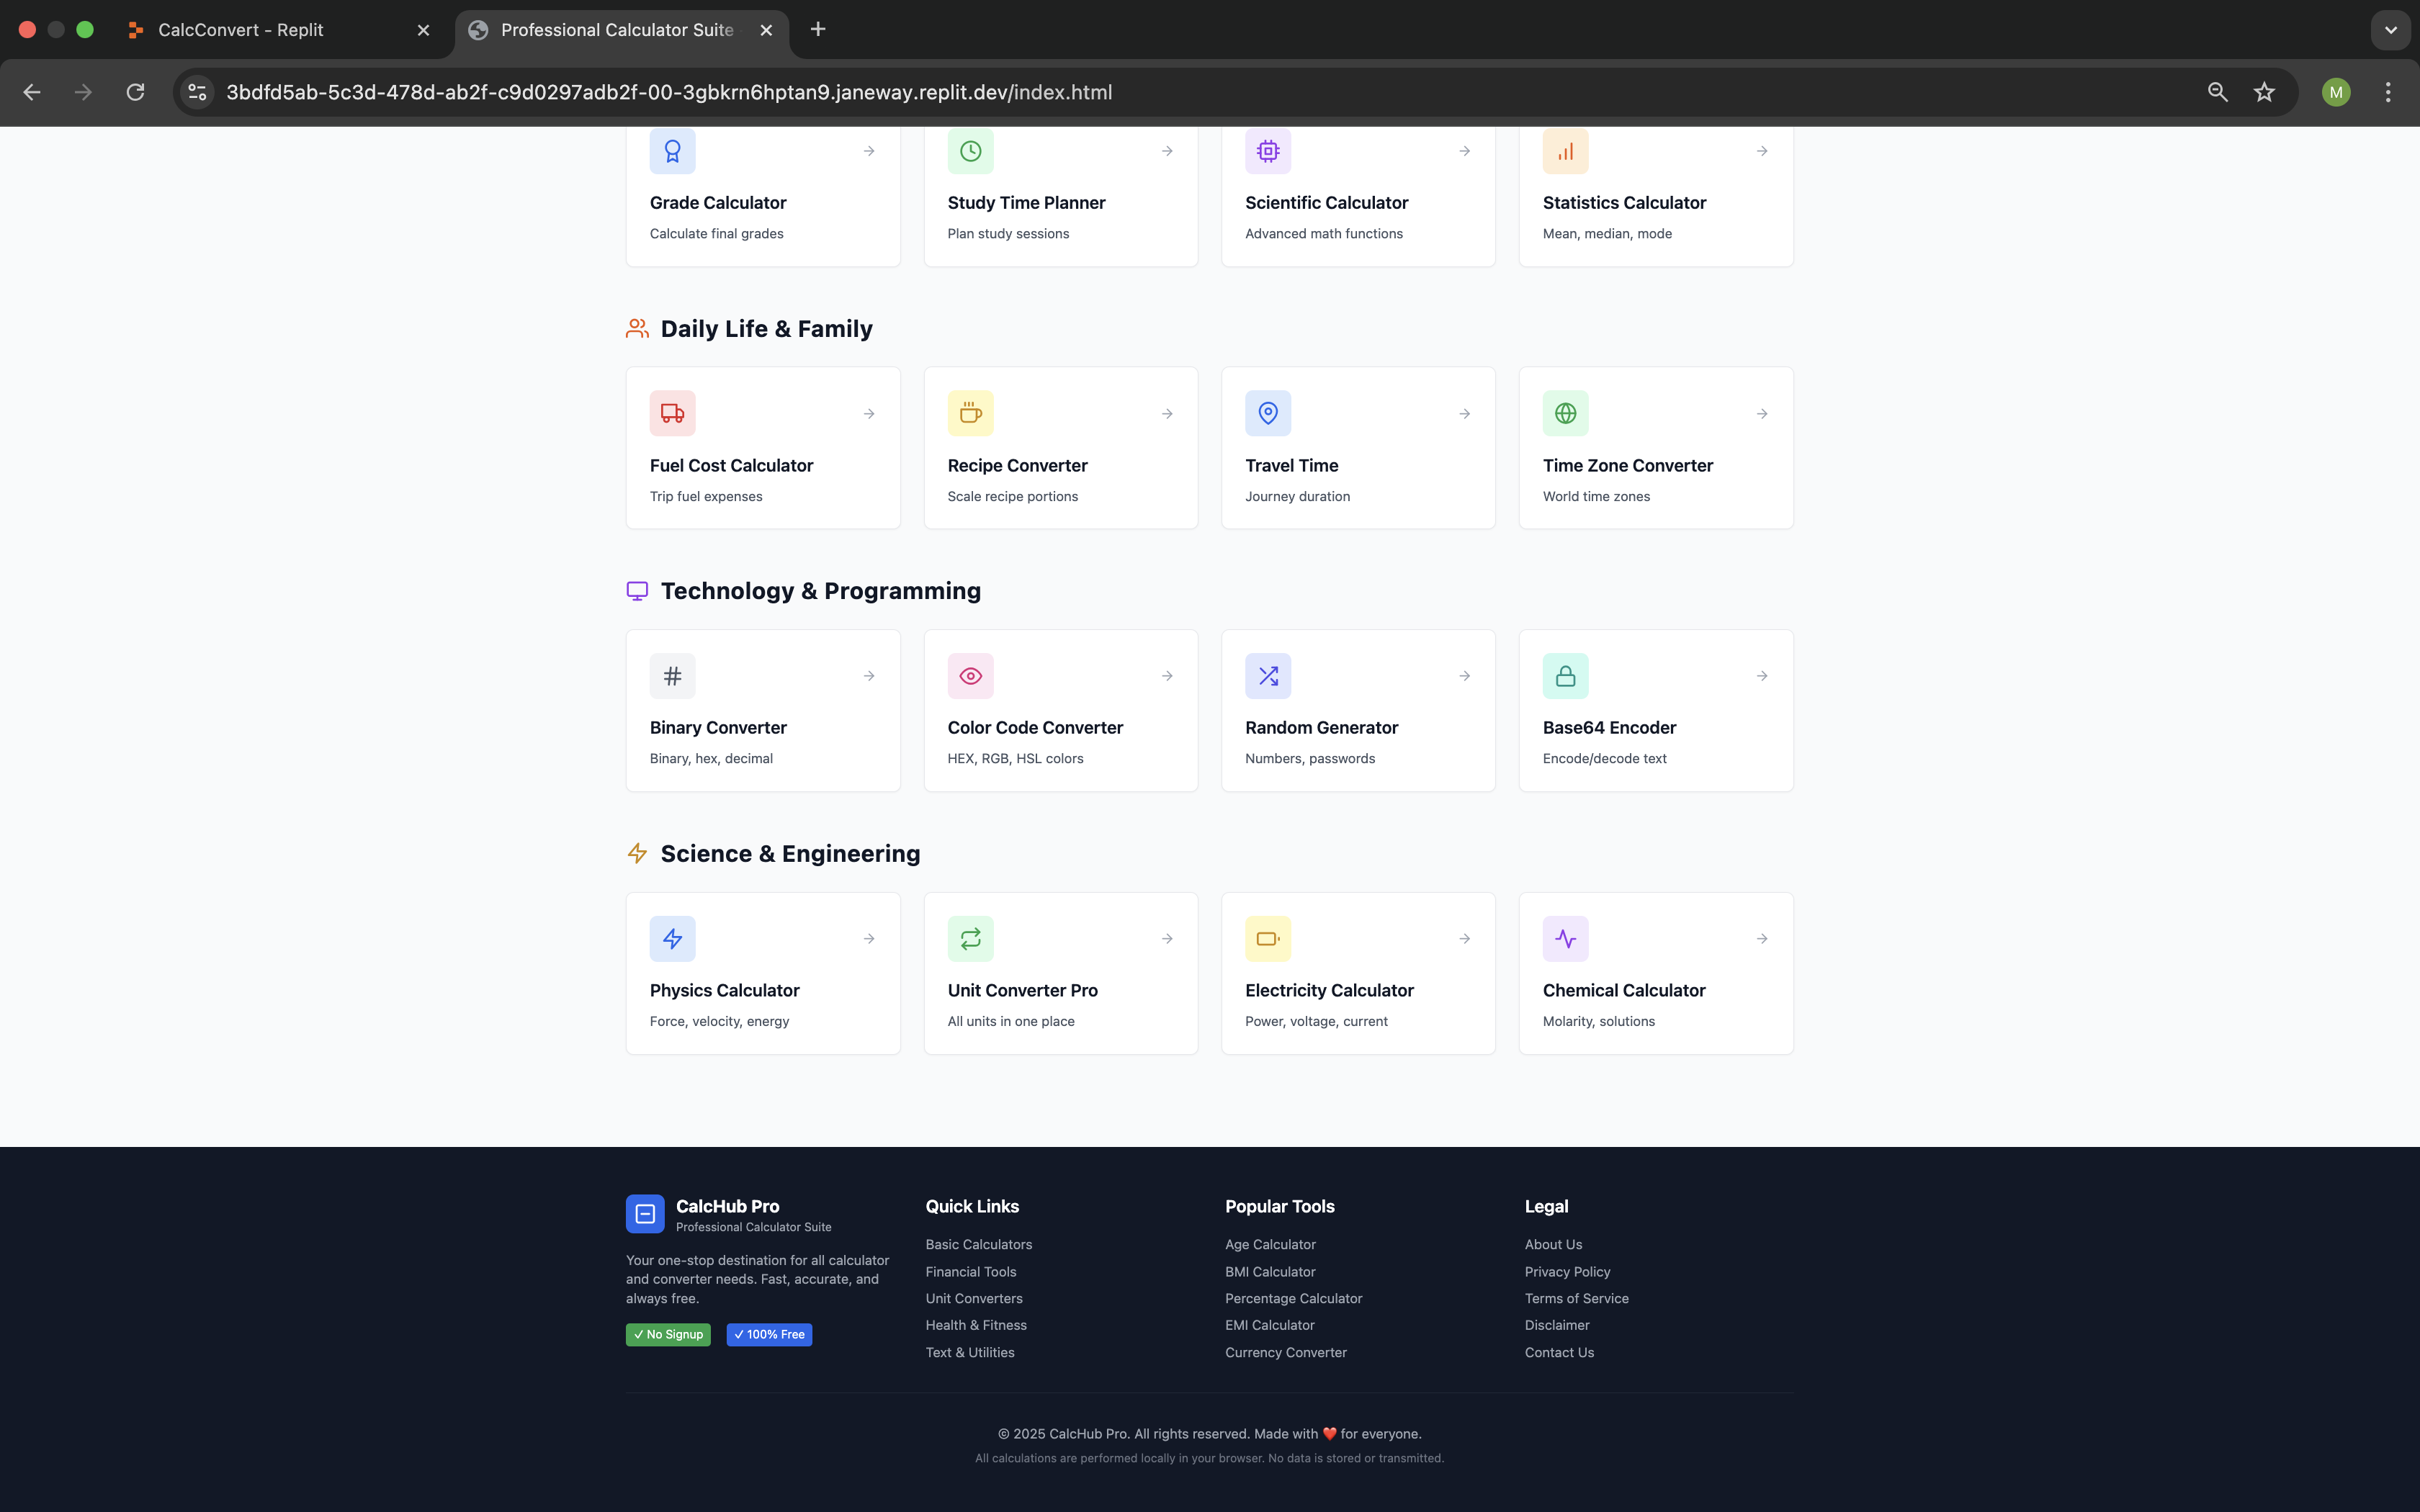 CalcConvert - Replit
Professional Calculator Suite
3bdfd5ab-5c3d-478d-ab2f-c9d0297adb2f-00-3gbkrn6hptan9.janeway.replit.dev/index.html
M
Grade Calculator
Calculate final grades
Study Time Planner
Plan study sessions
Scientific Calculator
Advanced math functions
Statistics Calculator
Mean, median, mode
Daily Life & Family
Fuel Cost Calculator
Trip fuel expenses
Recipe Converter
Scale recipe portions
Travel Time
Journey duration
Time Zone Converter
World time zones
Technology & Programming
Binary Converter
Binary, hex, decimal
Color Code Converter
HEX, RGB, HSL colors
Random Generator
Numbers, passwords
Base64 Encoder
Encode/decode text
Science & Engineering
Physics Calculator
Force, velocity, energy
Unit Converter Pro
All units in one place
Electricity Calculator
Power, voltage, current
Chemical Calculator
Molarity, solutions
CalcHub Pro
Professional Calculator Suite
Your one-stop destination for all calculator
and converter needs. Fast, accurate, and
always free.
✓ No Signup
✓ 100% Free
Quick Links
Basic Calculators
Financial Tools
Unit Converters
Health & Fitness
Text & Utilities
Popular Tools
Age Calculator
BMI Calculator
Percentage Calculator
EMI Calculator
Currency Converter
Legal
About Us
Privacy Policy
Terms of Service
Disclaimer
Contact Us
© 2025 CalcHub Pro. All rights reserved. Made with ❤️ for everyone.
All calculations are performed locally in your browser. No data is stored or transmitted.